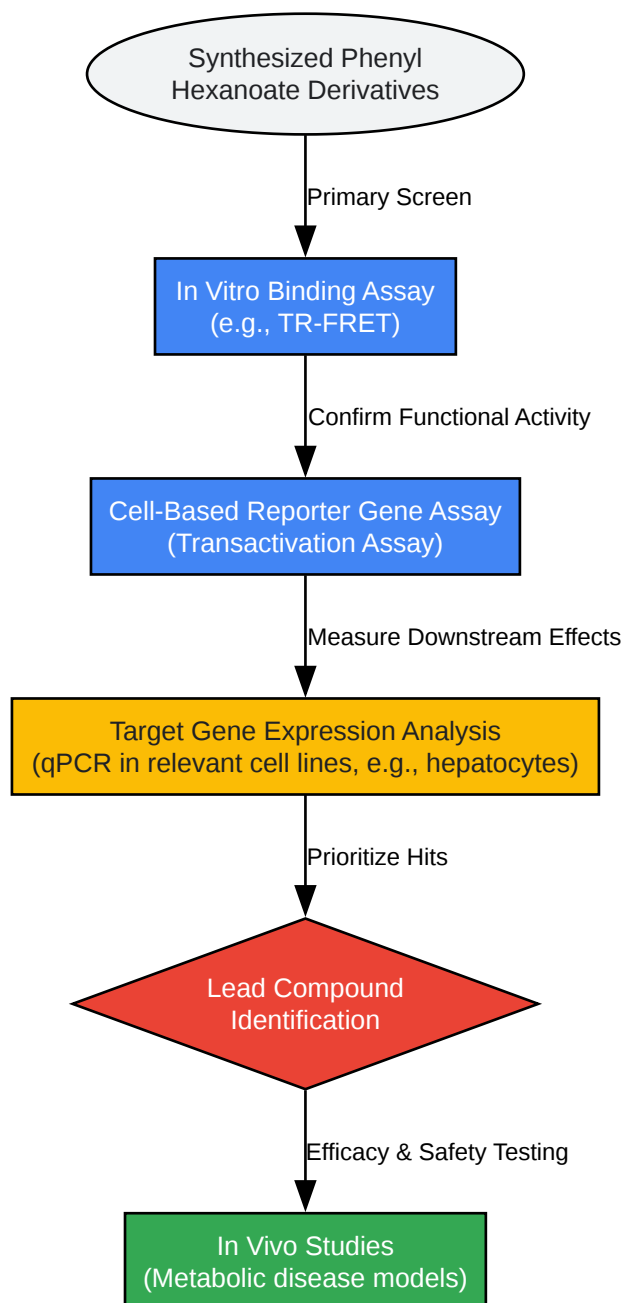 Synthesized Phenyl
Hexanoate Derivatives
Primary Screen
In Vitro Binding Assay
(e.g., TR-FRET)
Confirm Functional Activity
Cell-Based Reporter Gene Assay
(Transactivation Assay)
Measure Downstream Effects
Target Gene Expression Analysis
(qPCR in relevant cell lines, e.g., hepatocytes)
Prioritize Hits
Lead Compound
Identification
Efficacy & Safety Testing
In Vivo Studies
(Metabolic disease models)